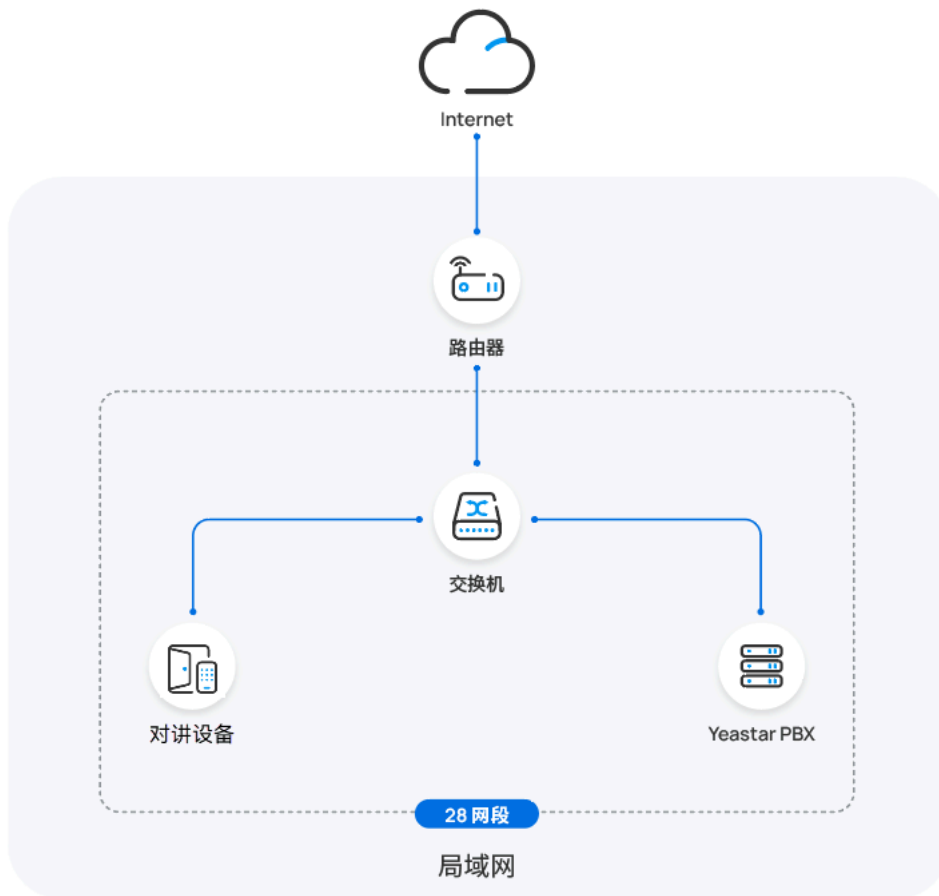 Internet
路由器
交换机
对讲设备
Yeastar PBX
28 网段
局域网